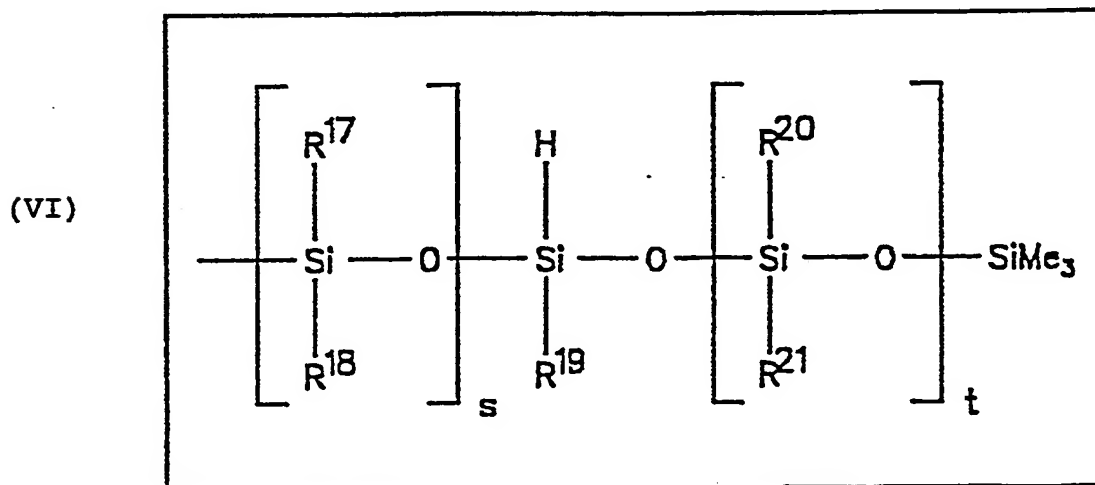 R17 H R20
(VI)
Si O Si O Si O SiMe3
R18 R19 R21
s t